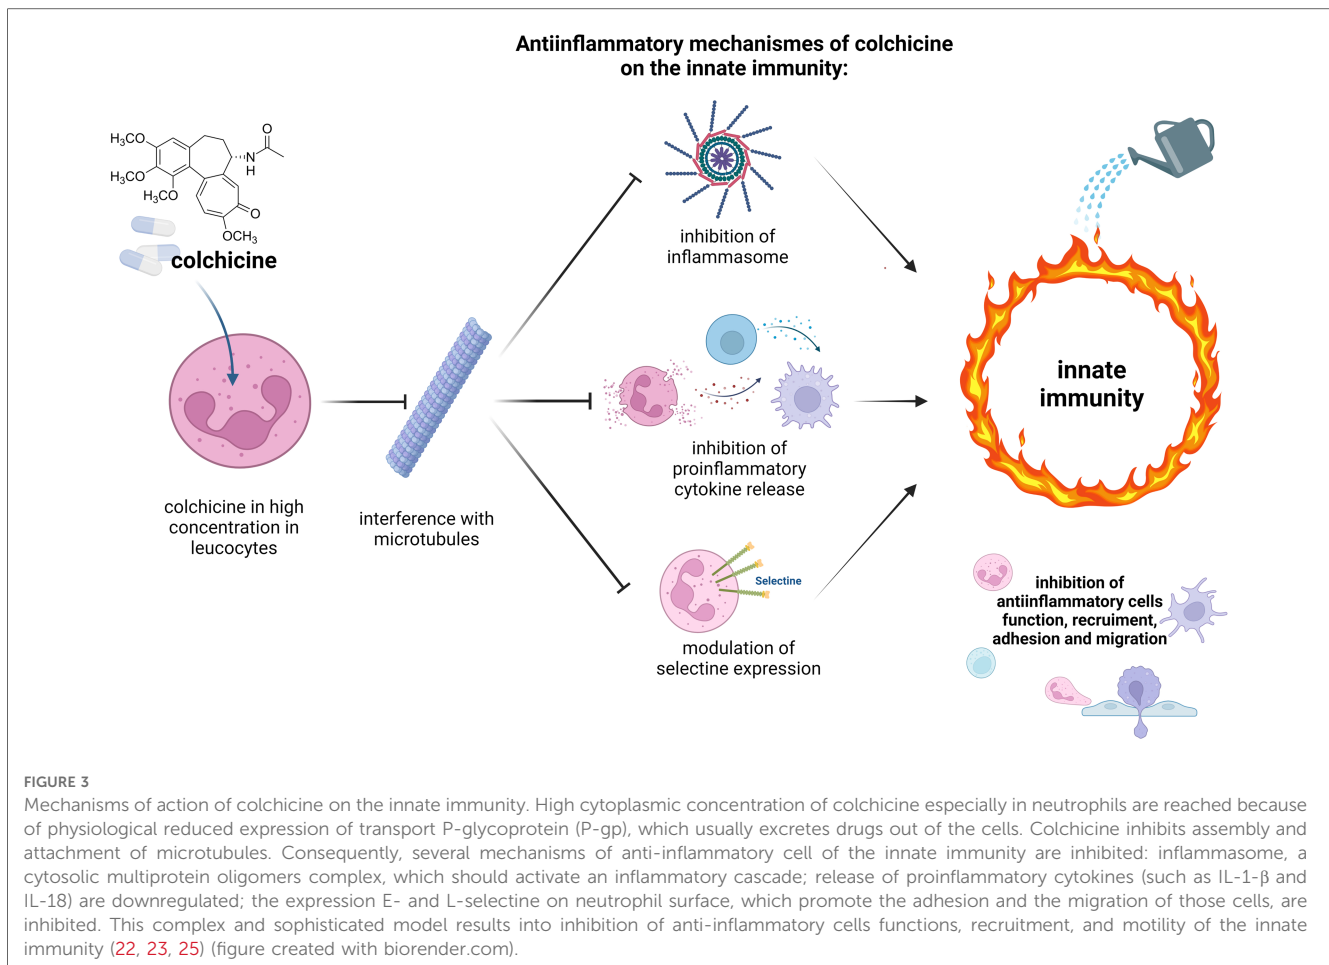 Antiinflammatory mechanismes of colchicine
on the innate immunity:
H₃CO
H₃CO
H₃CO
O
N
H
O
OCH₃
colchicine
colchicine in high
concentration in
leucocytes
interference with
microtubules
inhibition of
inflammasome
inhibition of
proinflammatory
cytokine release
Selectine
modulation of
selectine expression
innate
immunity
inhibition of
antiinflammatory cells
function, recruiment,
adhesion and migration
FIGURE 3
Mechanisms of action of colchicine on the innate immunity. High cytoplasmic concentration of colchicine especially in neutrophils are reached because
of physiological reduced expression of transport P-glycoprotein (P-gp), which usually excretes drugs out of the cells. Colchicine inhibits assembly and
attachment of microtubules. Consequently, several mechanisms of anti-inflammatory cell of the innate immunity are inhibited: inflammasome, a
cytosolic multiprotein oligomers complex, which should activate an inflammatory cascade; release of proinflammatory cytokines (such as IL-1-β and
IL-18) are downregulated; the expression E- and L-selectine on neutrophil surface, which promote the adhesion and the migration of those cells, are
inhibited. This complex and sophisticated model results into inhibition of anti-inflammatory cells functions, recruitment, and motility of the innate
immunity (22, 23, 25) (figure created with biorender.com).